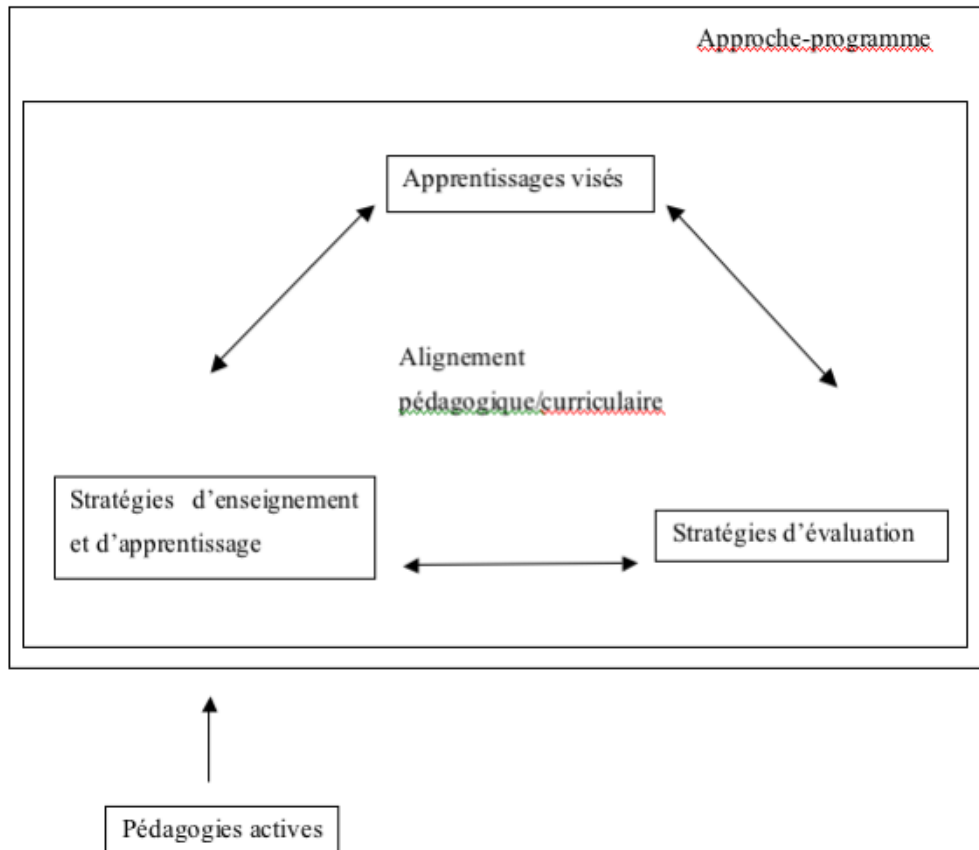 Approche-programme
Apprentissages visés
Alignement
pédagogique/curriculaire
Stratégies d'enseignement
et d'apprentissage
Stratégies d'évaluation
Pédagogies actives